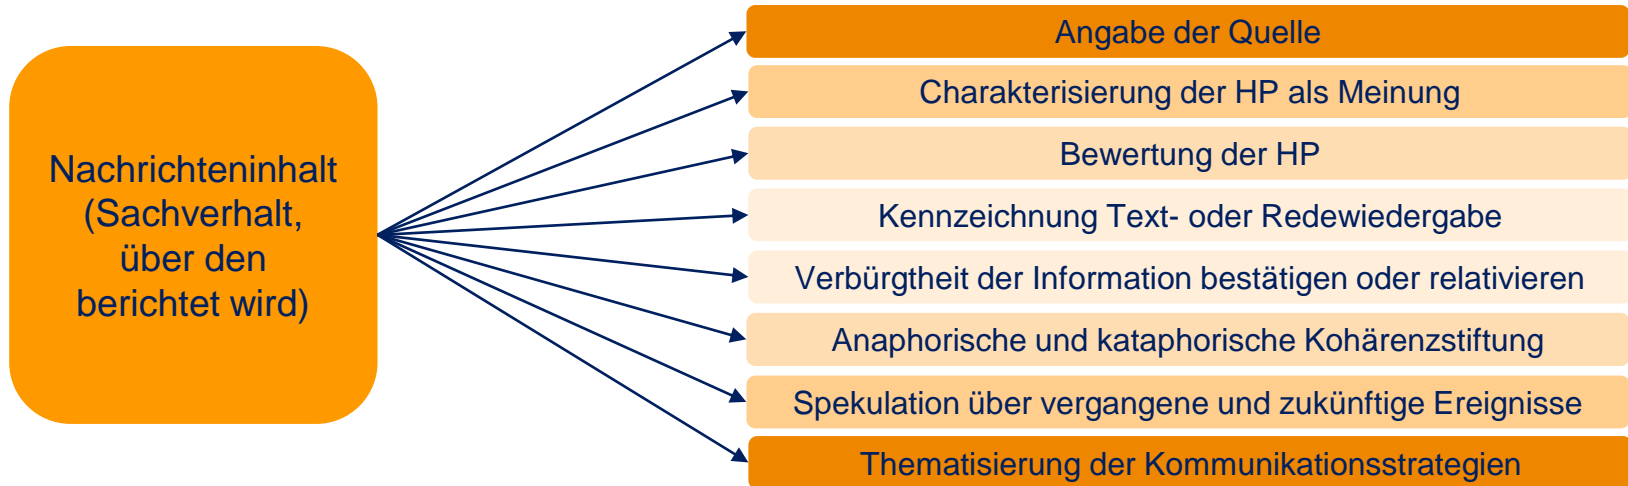 Nachrichteninhalt
(Sachverhalt,
über den
berichtet wird)
Angabe der Quelle
Charakterisierung der HP als Meinung
Bewertung der HP
Kennzeichnung Text- oder Redewiedergabe
Verbürgtheit der Information bestätigen oder relativieren
Anaphorische und kataphorische Kohärenzstiftung
Spekulation über vergangene und zukünftige Ereignisse
Thematisierung der Kommunikationsstrategien